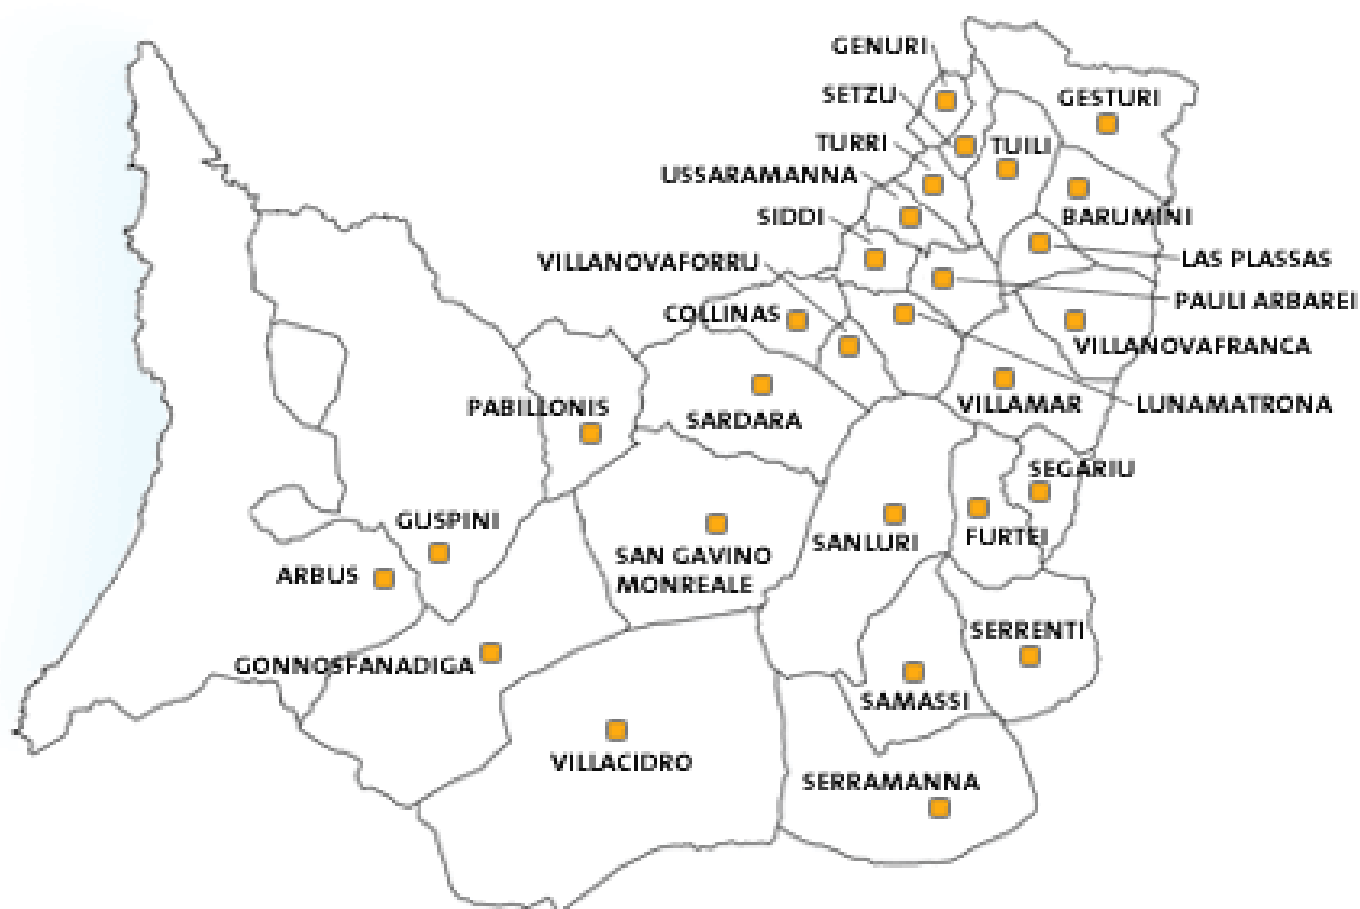 GENURI
SETZU
GESTURI
TURRI
TUILI
USSARAMANNA
SIDDI
BARUMINI
VILLANOVAFORRU
LAS PLASSAS
PAULI ARBAREI
COLLINAS
VILLANOVAFRANCA
PABILLONIS
SARDARA
VILLAMAR
LUNAMATRONA
SEGARIU
GUSPINI
FURTEI
SANLURI
SAN GAVINO
MONREALE
ARBUS
SERRENTI
GONNOSFANADIGA
SAMASSI
VILLACIDRO
SERRAMANNA